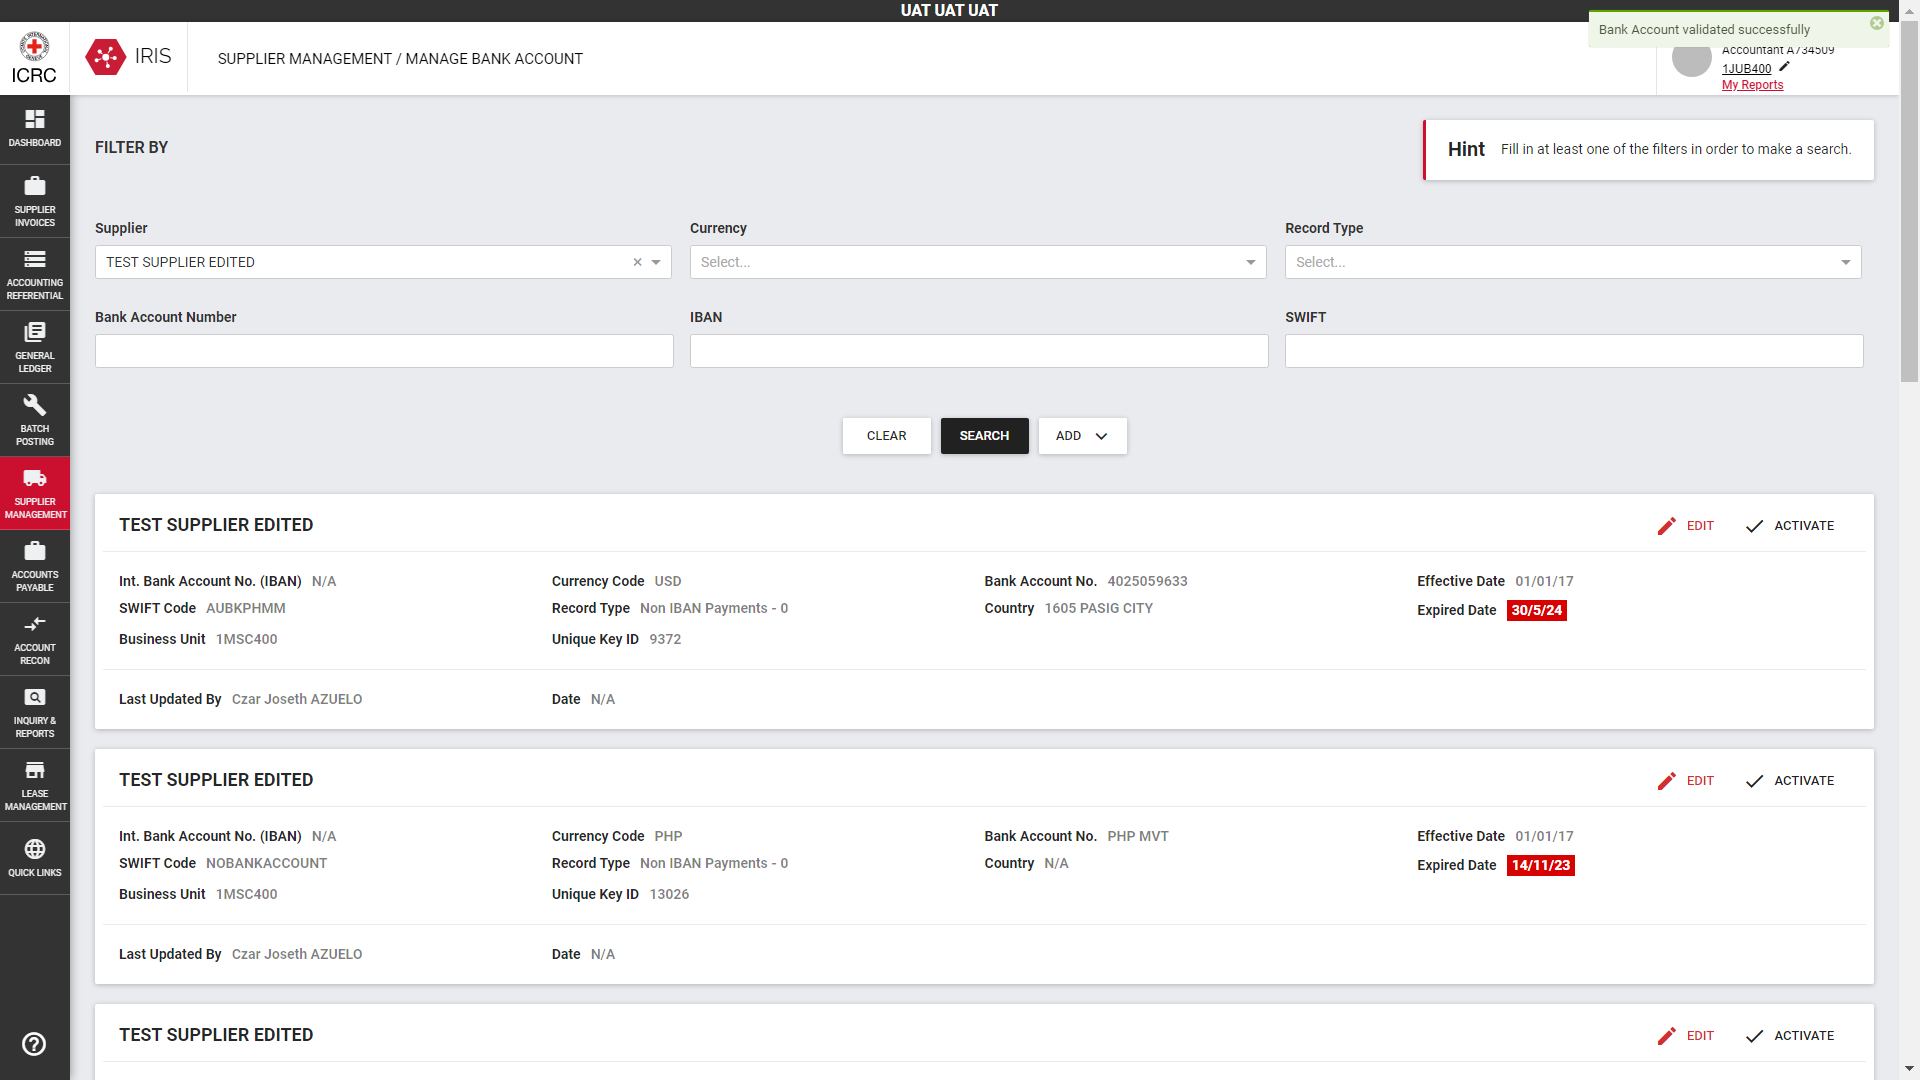 UAT UAT UAT
Bank Account validated successfully
ICRC
IRIS
SUPPLIER MANAGEMENT / MANAGE BANK ACCOUNT
Accountant A734509
1JUB400
My Reports
DASHBOARD
SUPPLIER
INVOICES
ACCOUNTING
REFERENTIAL
GENERAL
LEDGER
BATCH
POSTING
SUPPLIER
MANAGEMENT
ACCOUNTS
PAYABLE
ACCOUNT
RECON
INQUIRY &
REPORTS
LEASE
MANAGEMENT
QUICK LINKS
FILTER BY
Hint Fill in at least one of the filters in order to make a search.
Supplier Currency Record Type
TEST SUPPLIER EDITED Select... Select...
Bank Account Number IBAN SWIFT
CLEAR SEARCH ADD
TEST SUPPLIER EDITED EDIT ACTIVATE
Int. Bank Account No. (IBAN) N/A Currency Code USD Bank Account No. 4025059633 Effective Date 01/01/17
SWIFT Code AUBKPHMM Record Type Non IBAN Payments - 0 Country 1605 PASIG CITY Expired Date 30/5/24
Business Unit 1MSC400 Unique Key ID 9372
Last Updated By Czar Joseth AZUELO Date N/A
TEST SUPPLIER EDITED EDIT ACTIVATE
Int. Bank Account No. (IBAN) N/A Currency Code PHP Bank Account No. PHP MVT Effective Date 01/01/17
SWIFT Code NOBANKACCOUNT Record Type Non IBAN Payments - 0 Country N/A Expired Date 14/11/23
Business Unit 1MSC400 Unique Key ID 13026
Last Updated By Czar Joseth AZUELO Date N/A
TEST SUPPLIER EDITED EDIT ACTIVATE